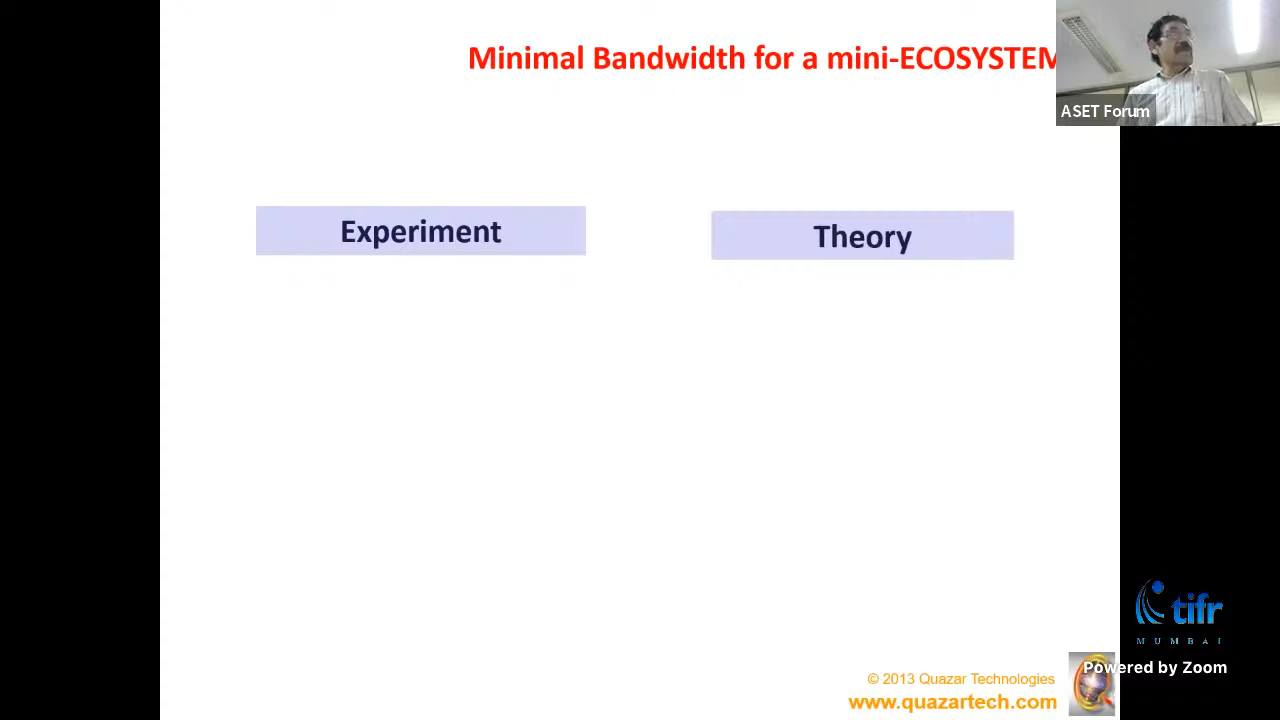 Minimal Bandwidth for a mini-ECOSYSTEM
ASET Forum
Experiment
Theory
tifr
MUMBAI
Powered by Zoom
© 2013 Quazar Technologies
www.quazartech.com